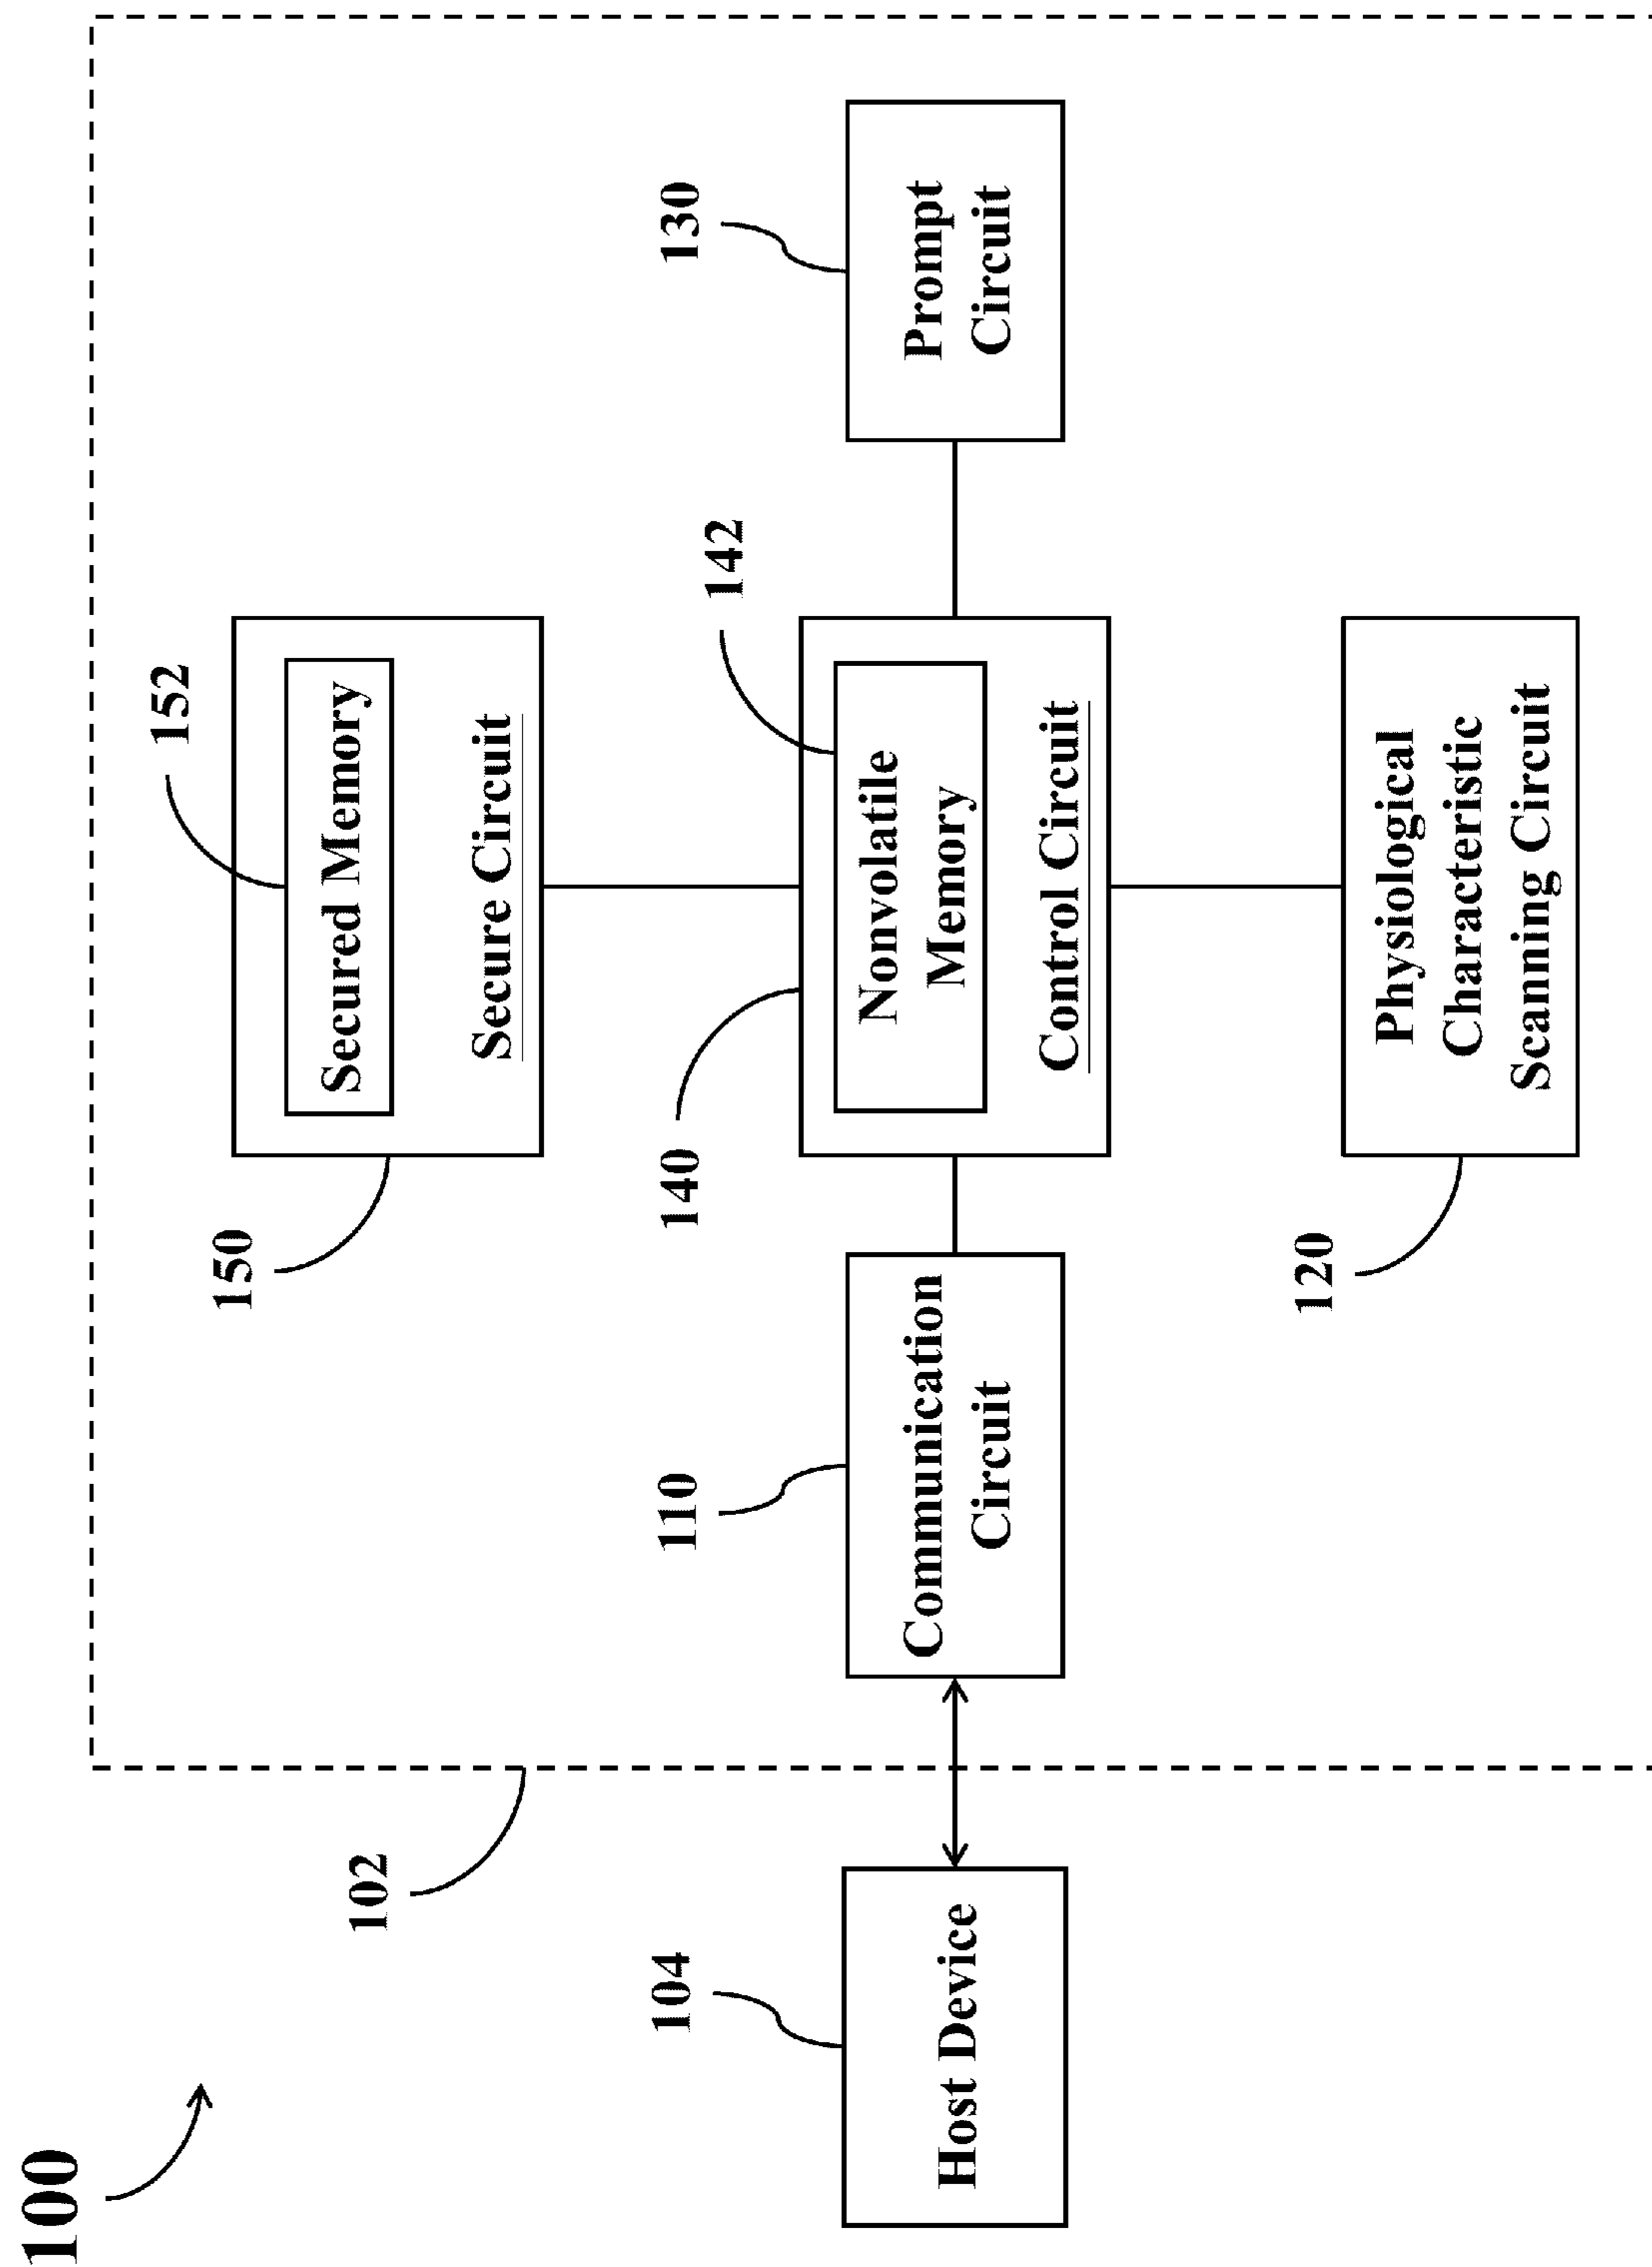 100
152
Secured Memory
Secure Circuit
150
102
142
140
Nonvolatile
Memory
Control Circuit
104
Host Device
110
Communication
Circuit
130
Prompt
Circuit
120
Physiological
Characteristic
Scanning Circuit